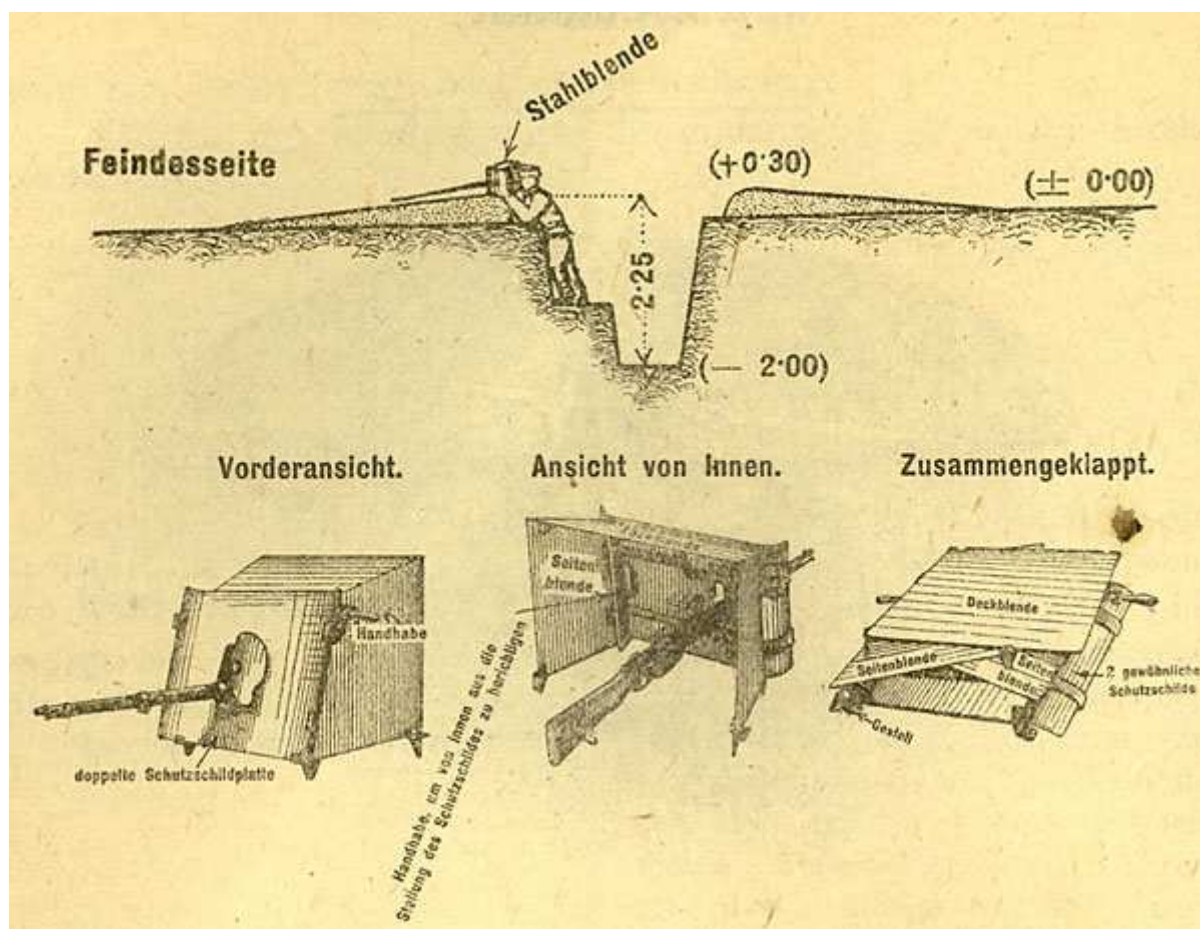 Stahlblende
Feindesseite
(+0·30)
(± 0·00)
2·25
(— 2·00)
Vorderansicht.
Ansicht von Innen.
Zusammengeklappt.
Handhabe
doppelte Schutzschildplatte
Seiten
blende
Handhabe, um von Innen aus die
Stellung des Schutzschildes zu berichtigen
Deckblende
Seitenblende
Seiten
blende
2 gewöhnliche
Schutzschilde
Gestell